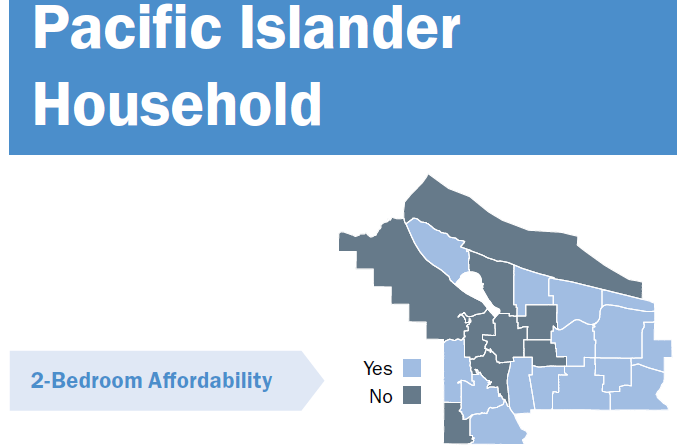 Pacific Islander
Household
2-Bedroom Affordability
Yes
No